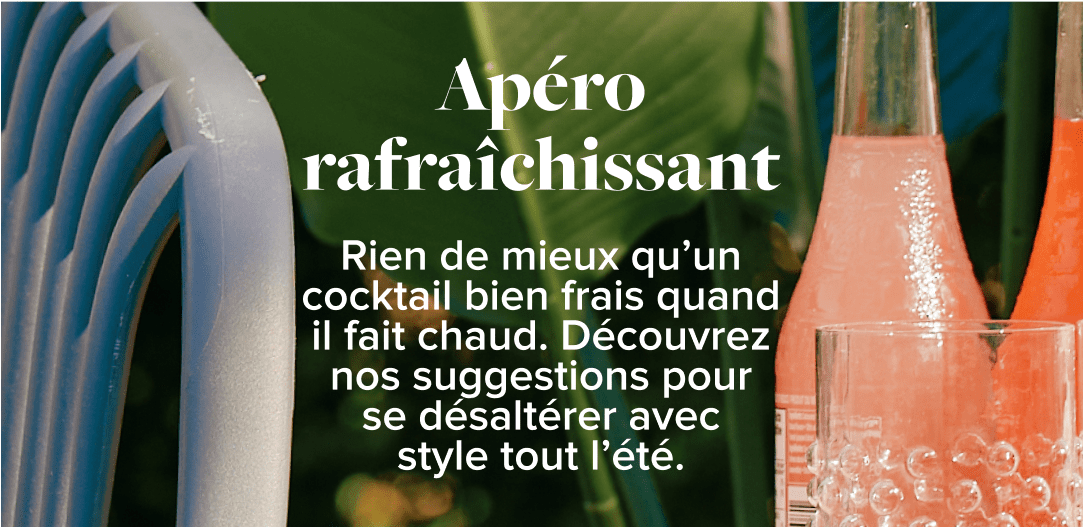 Apéro
rafraîchissant
Rien de mieux qu’un
cocktail bien frais quand
il fait chaud. Découvrez
nos suggestions pour
se désaltérer avec
style tout l’été.